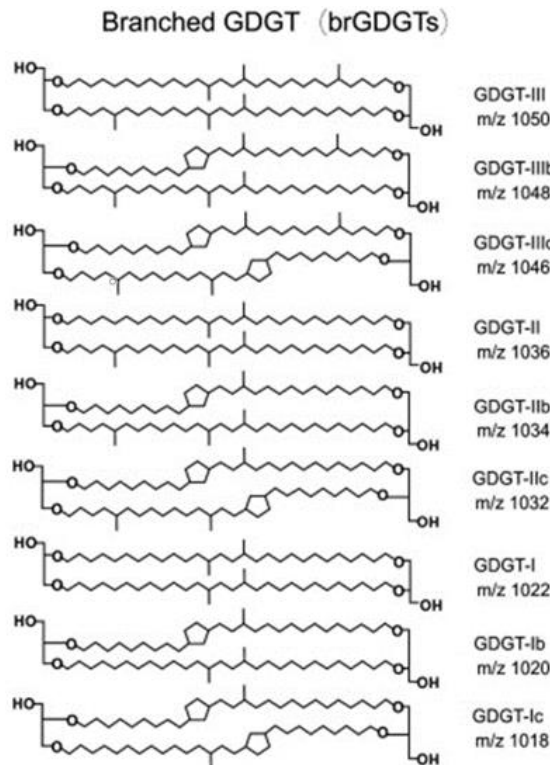 Branched GDGT (brGDGTs)
HO
O
O
O
O
OH
GDGT-III
m/z 1050
HO
O
O
O
O
OH
GDGT-IIIb
m/z 1048
HO
O
O
O
O
OH
GDGT-IIIc
m/z 1046
HO
O
O
O
O
OH
GDGT-II
m/z 1036
HO
O
O
O
O
OH
GDGT-IIb
m/z 1034
HO
O
O
O
O
OH
GDGT-IIc
m/z 1032
HO
O
O
O
O
OH
GDGT-I
m/z 1022
HO
O
O
O
O
OH
GDGT-Ib
m/z 1020
HO
O
O
O
O
OH
GDGT-Ic
m/z 1018